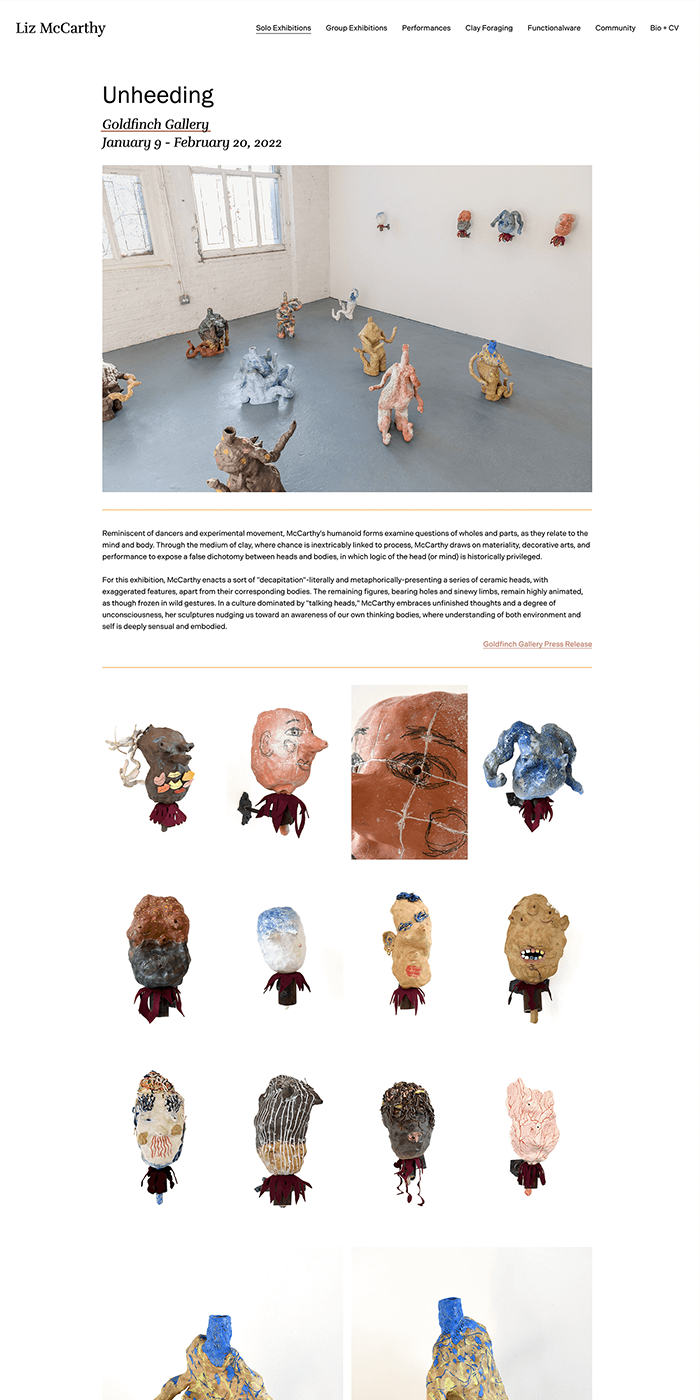 Liz McCarthy
Solo Exhibitions
Group Exhibitions
Performances
Clay Foraging
Functionalware
Community
Bio + CV
Unheeding
Goldfinch Gallery
January 9 - February 20, 2022
Reminiscent of dancers and experimental movement, McCarthy's humanoid forms examine questions of wholes and parts, as they relate to the
mind and body. Through the medium of clay, where chance is inextricably linked to process, McCarthy draws on materiality, decorative arts, and
performance to expose a false dichotomy between heads and bodies, in which logic of the head (or mind) is historically privileged.
For this exhibition, McCarthy enacts a sort of "decapitation"-literally and metaphorically-presenting a series of ceramic heads, with
exaggerated features, apart from their corresponding bodies. The remaining figures, bearing holes and sinewy limbs, remain highly animated,
as though frozen in wild gestures. In a culture dominated by "talking heads," McCarthy embraces unfinished thoughts and a degree of
unconsciousness, her sculptures nudging us toward an awareness of our own thinking bodies, where understanding of both environment and
self is deeply sensual and embodied.
Goldfinch Gallery Press Release